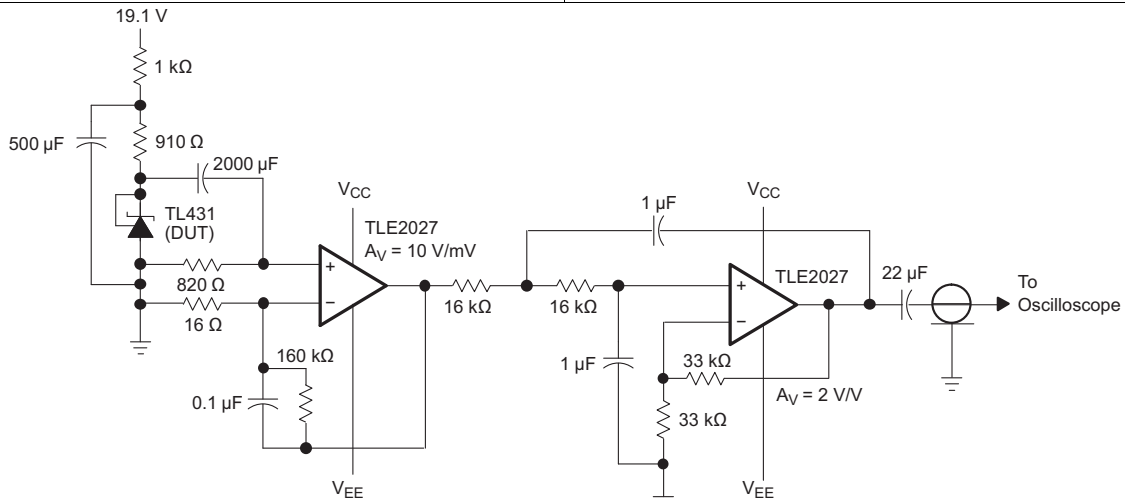 19.1 V
1 kΩ
500 µF
910 Ω
2000 µF
TL431
(DUT)
820 Ω
16 Ω
VCC
TLE2027
AV = 10 V/mV
+
−
160 kΩ
0.1 µF
VEE
16 kΩ
16 kΩ
1 µF
1 µF
VCC
TLE2027
+
−
33 kΩ
33 kΩ
AV = 2 V/V
VEE
22 µF
To
Oscilloscope